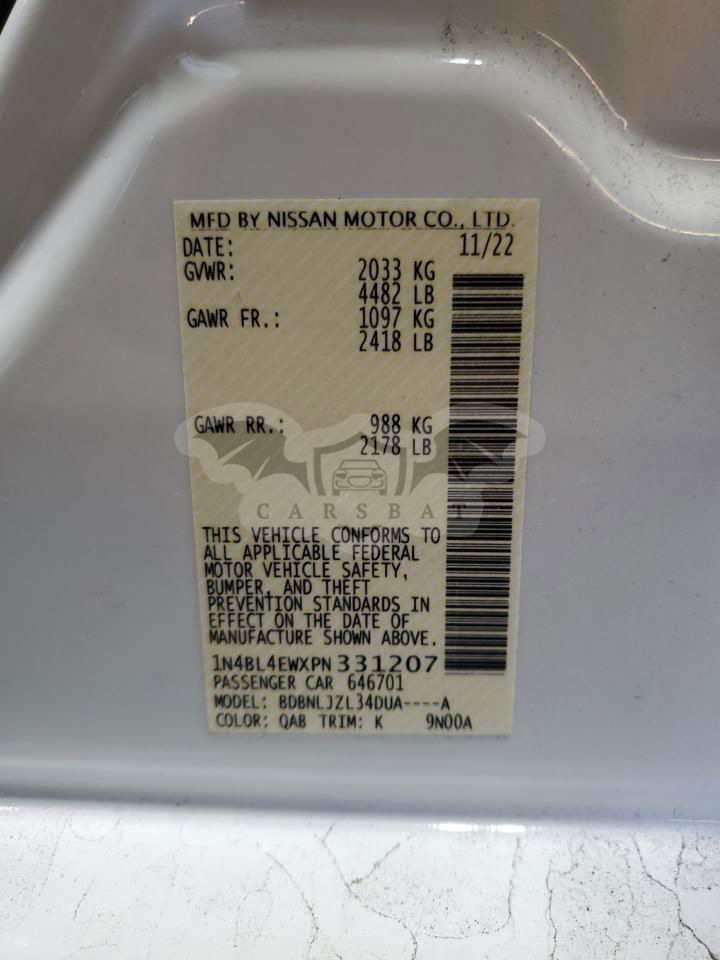 MFD BY NISSAN MOTOR CO., LTD.
DATE: 11/22
GVWR: 2033 KG
4482 LB
GAWR FR.: 1097 KG
2418 LB
GAWR RR.: 988 KG
2178 LB
CARSBAT
THIS VEHICLE CONFORMS TO
ALL APPLICABLE FEDERAL
MOTOR VEHICLE SAFETY,
BUMPER, AND THEFT
PREVENTION STANDARDS IN
EFFECT ON THE DATE OF
MANUFACTURE SHOWN ABOVE.
1N4BL4EWXPN331207
PASSENGER CAR 646701
MODEL: BDBNLJZL34DUA----A
COLOR: QAB TRIM: K 9N00A